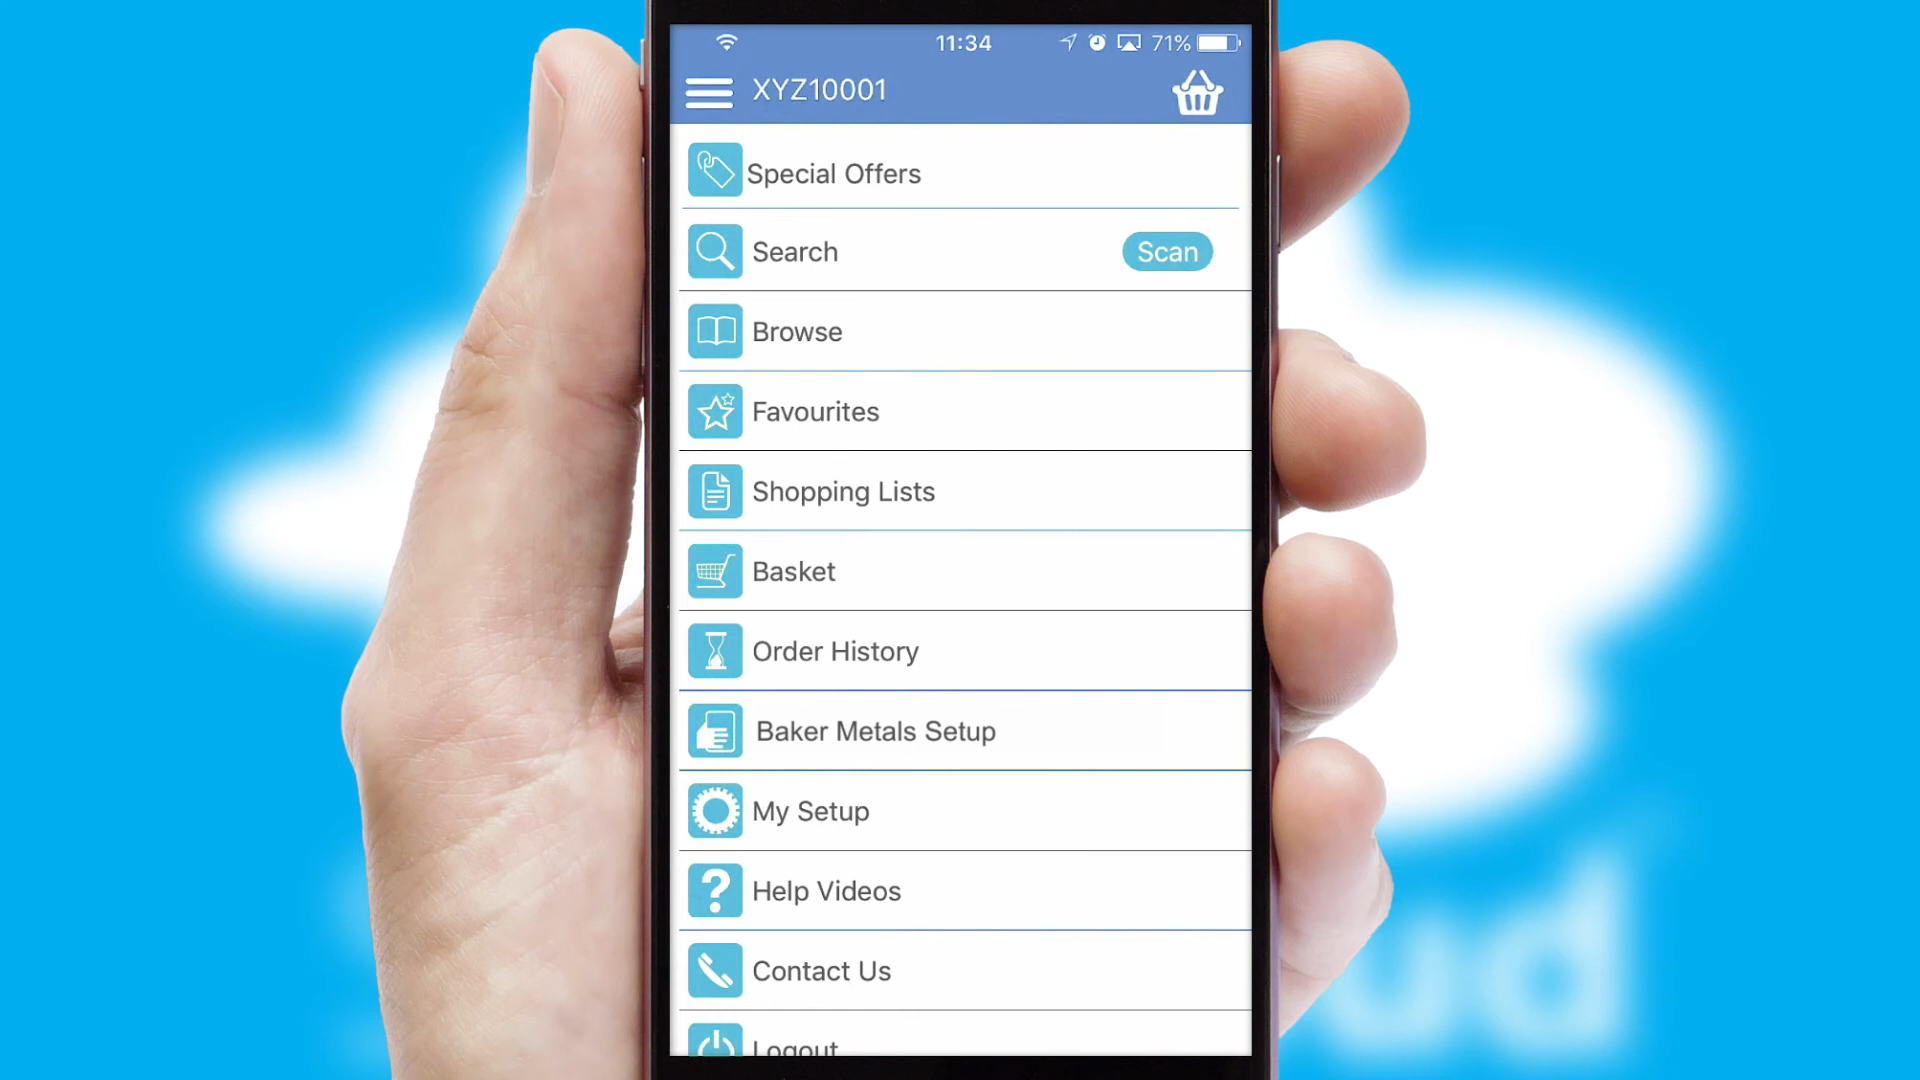 11:34 71%
XYZ10001
Special Offers
Search Scan
Browse
Favourites
Shopping Lists
Basket
Order History
Baker Metals Setup
My Setup
Help Videos
Contact Us
Logout
ud